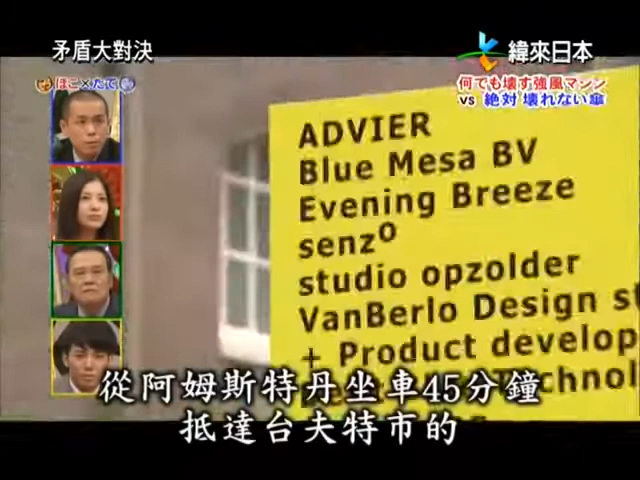 矛盾大對決
緯來日本
ほこ×たて
何でも壊す強風マシン
vs 絶対 壊れない傘
ADVIER
Blue Mesa BV
Evening Breeze
senzº
studio opzolder
VanBerlo Design st
+ Product develop
從阿姆斯特丹坐車45分鐘
抵達台夫特市的